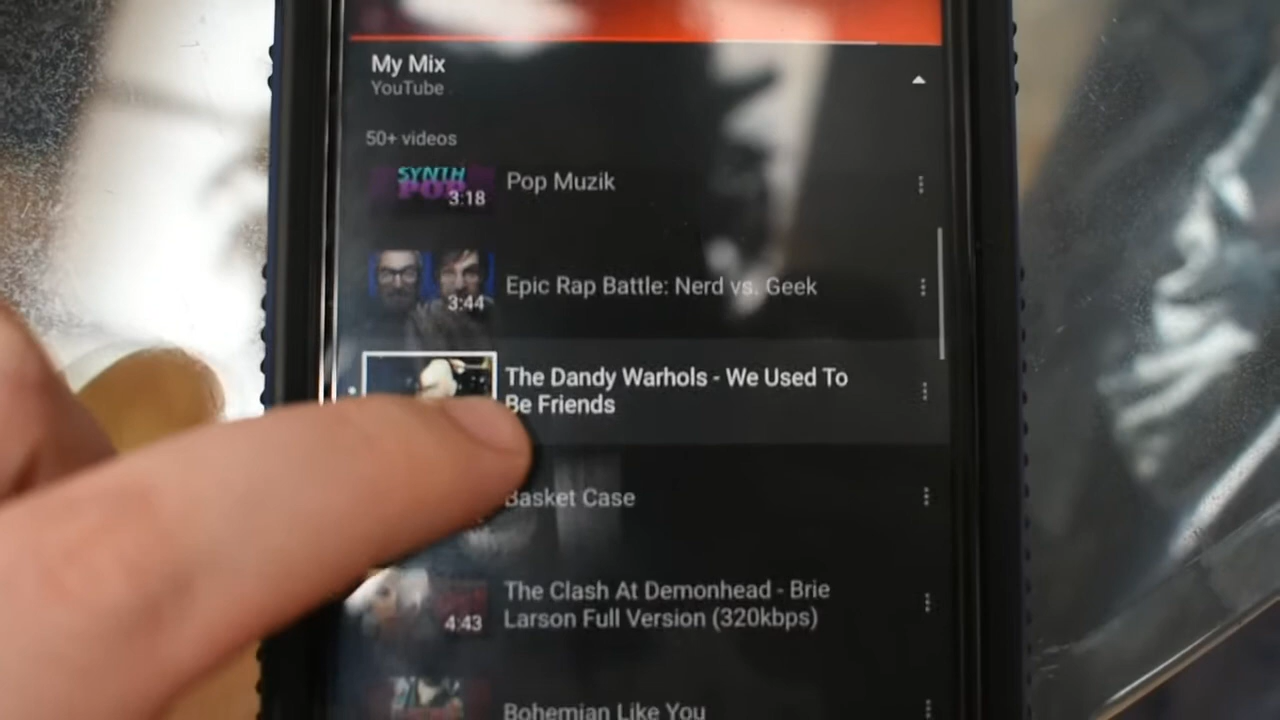 My Mix
YouTube
50+ videos
SYNTH
POP
3:18
Pop Muzik
3:44
Epic Rap Battle: Nerd vs. Geek
The Dandy Warhols - We Used To
Be Friends
Basket Case
The Clash At Demonhead - Brie
Larson Full Version (320kbps)
4:43
Bohemian Like You